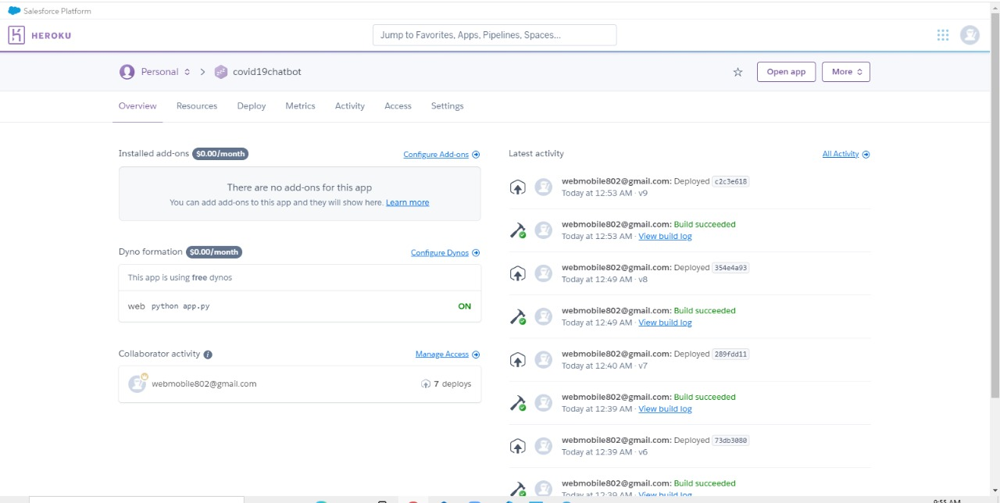 Salesforce Platform
HEROKU
Jump to Favorites, Apps, Pipelines, Spaces...
Personal > covid19chatbot
Open app
More
Overview Resources Deploy Metrics Activity Access Settings
Installed add-ons $0.00/month
Configure Add-ons
There are no add-ons for this app
You can add add-ons to this app and they will show here. Learn more
Dyno formation $0.00/month
Configure Dynos
This app is using free dynos
web python app.py ON
Collaborator activity
Manage Access
webmobile802@gmail.com 7 deploys
Latest activity
All Activity
webmobile802@gmail.com: Deployed c2c3e618
Today at 12:53 AM · v9
webmobile802@gmail.com: Build succeeded
Today at 12:53 AM · View build log
webmobile802@gmail.com: Deployed 354e4a93
Today at 12:49 AM · v8
webmobile802@gmail.com: Build succeeded
Today at 12:49 AM · View build log
webmobile802@gmail.com: Deployed 289fdd11
Today at 12:40 AM · v7
webmobile802@gmail.com: Build succeeded
Today at 12:39 AM · View build log
webmobile802@gmail.com: Deployed 73db3080
Today at 12:39 AM · v6
webmobile802@gmail.com: Build succeeded
Today at 12:39 AM · View build log
9:55 AM